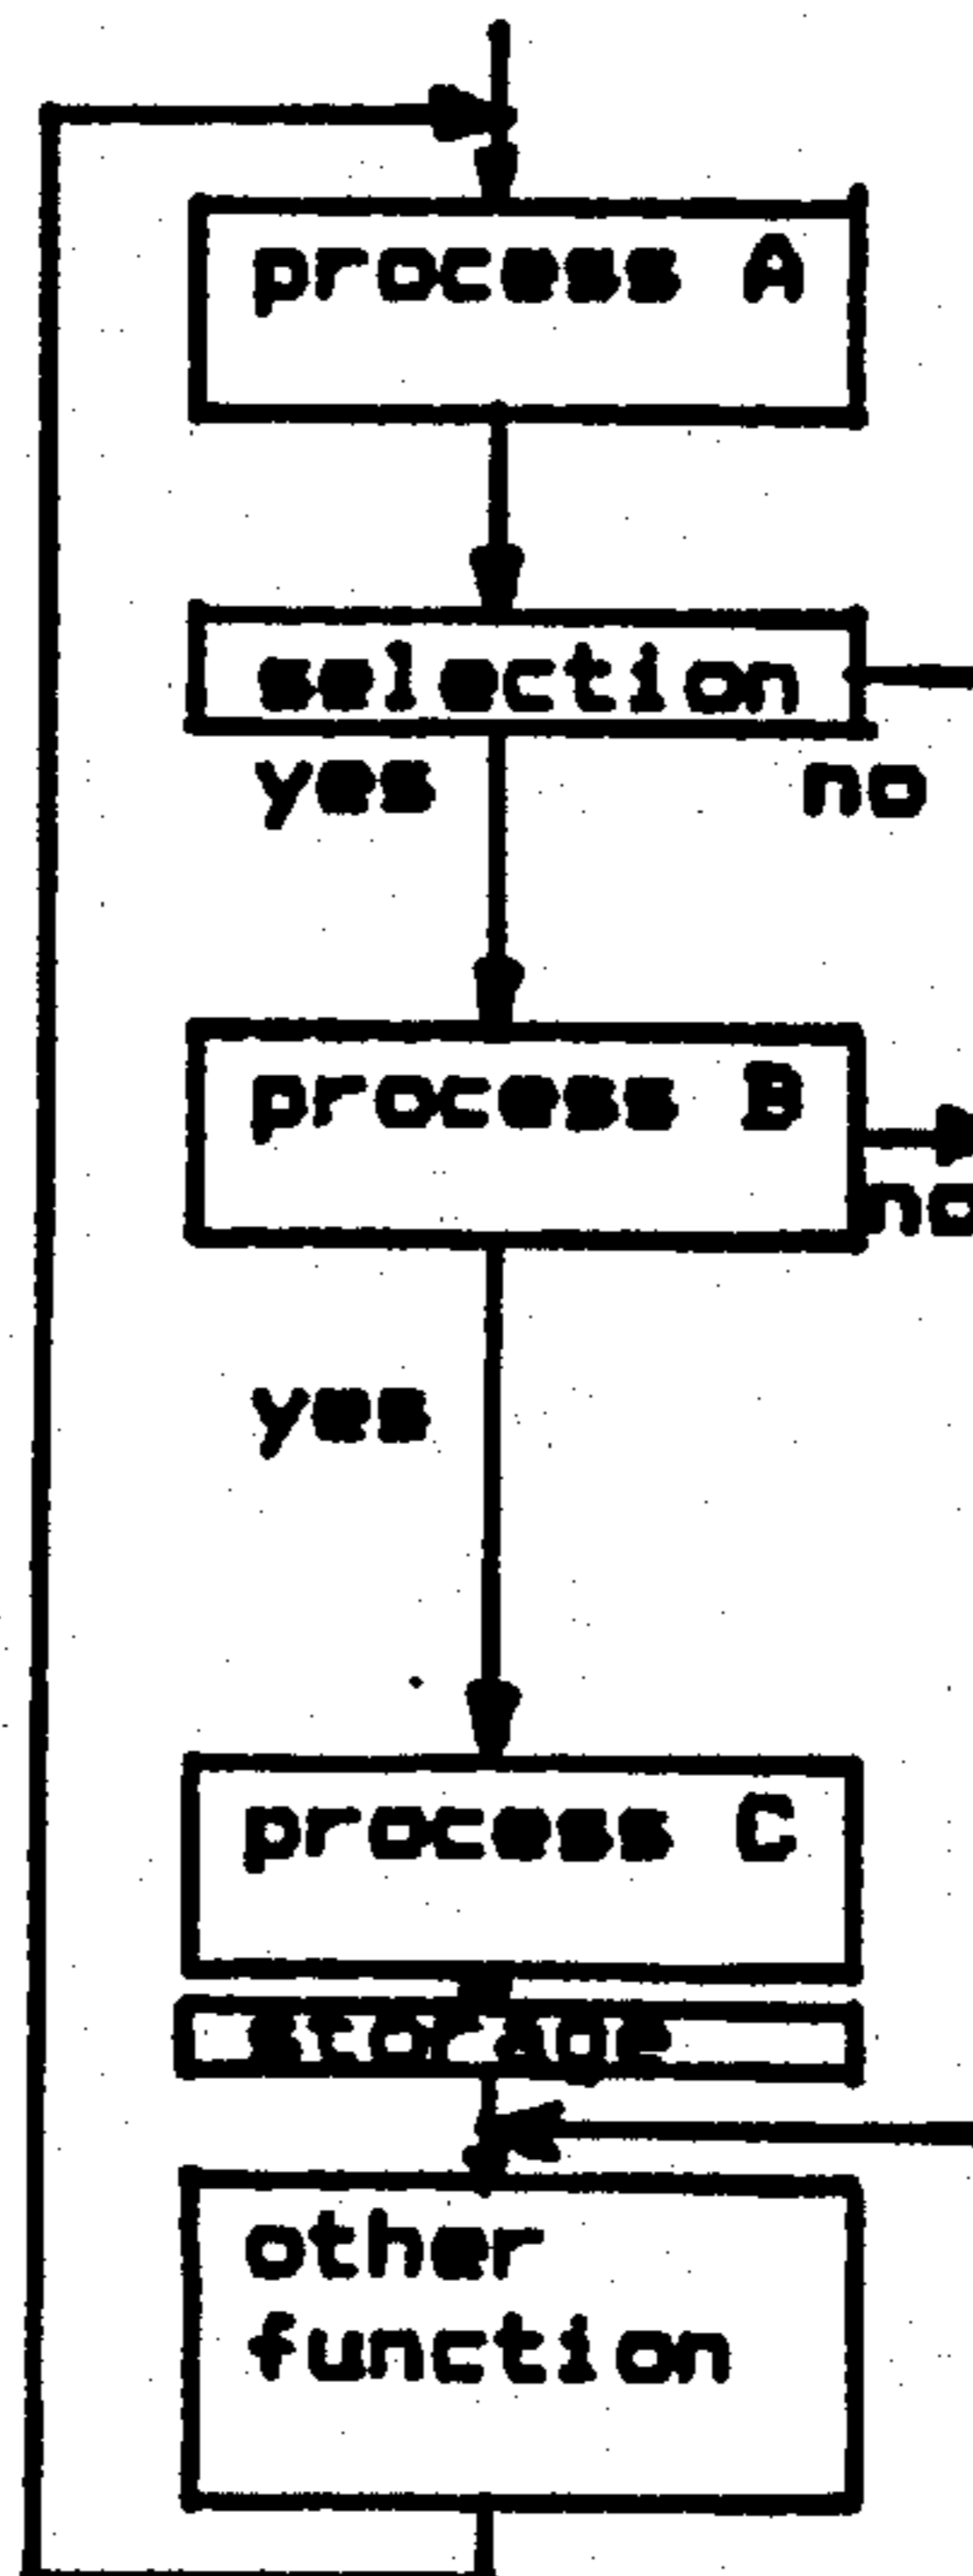 process A
selection
yes no
process B
no
yes
process C
storage
other
function